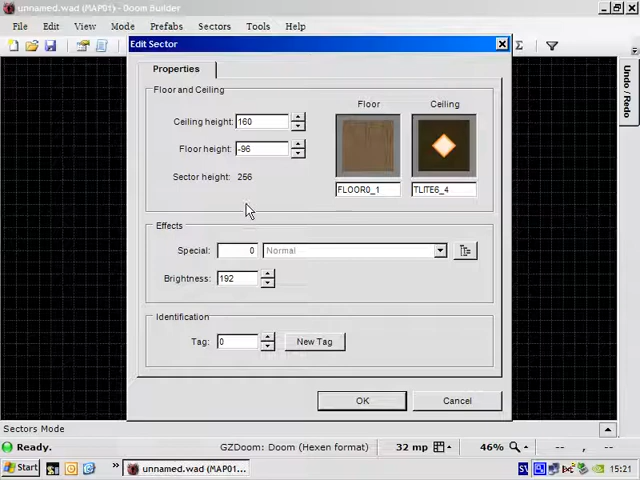 unnamed.wad (MAP01) - Doom Builder
File Edit View Mode Prefabs Sectors Tools Help
Edit Sector
Properties
Floor and Ceiling
Floor Ceiling
Ceiling height: 160
Floor height: -96
Sector height: 256
FLOOR0_1 TLITE6_4
Effects
Special: 0 Normal
Brightness: 192
Identification
Tag: 0 New Tag
OK Cancel
Undo / Redo
Sectors Mode
Ready. GZDoom: Doom (Hexen format) 32 mp 46% -- , --
Start » unnamed.wad (MAP01... 15:21